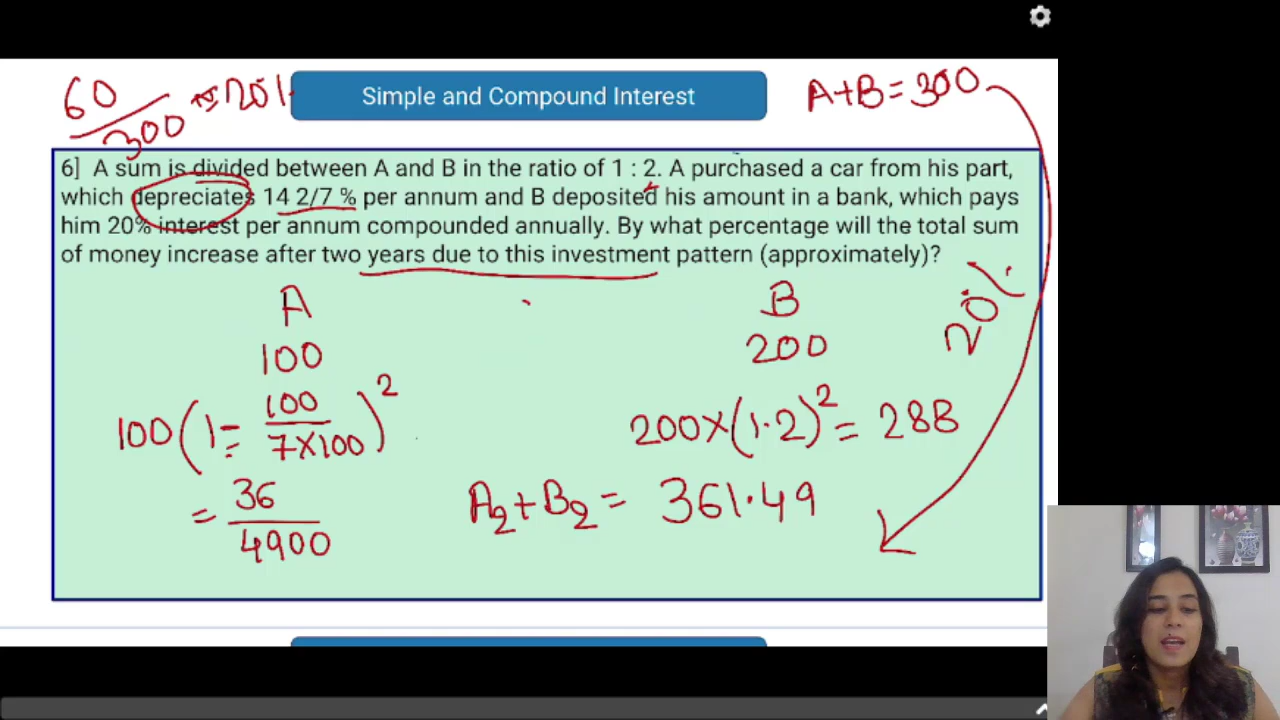 60/300 ≈ 20%
Simple and Compound Interest
A+B=300
6] A sum is divided between A and B in the ratio of 1 : 2. A purchased a car from his part,
which depreciates 14 2/7 % per annum and B deposited his amount in a bank, which pays
him 20% interest per annum compounded annually. By what percentage will the total sum
of money increase after two years due to this investment pattern (approximately)?
A B
100 200
20%
100(1-100/7×100)² 200×(1.2)² = 288
= 36/4900
A₂+B₂ = 361.49